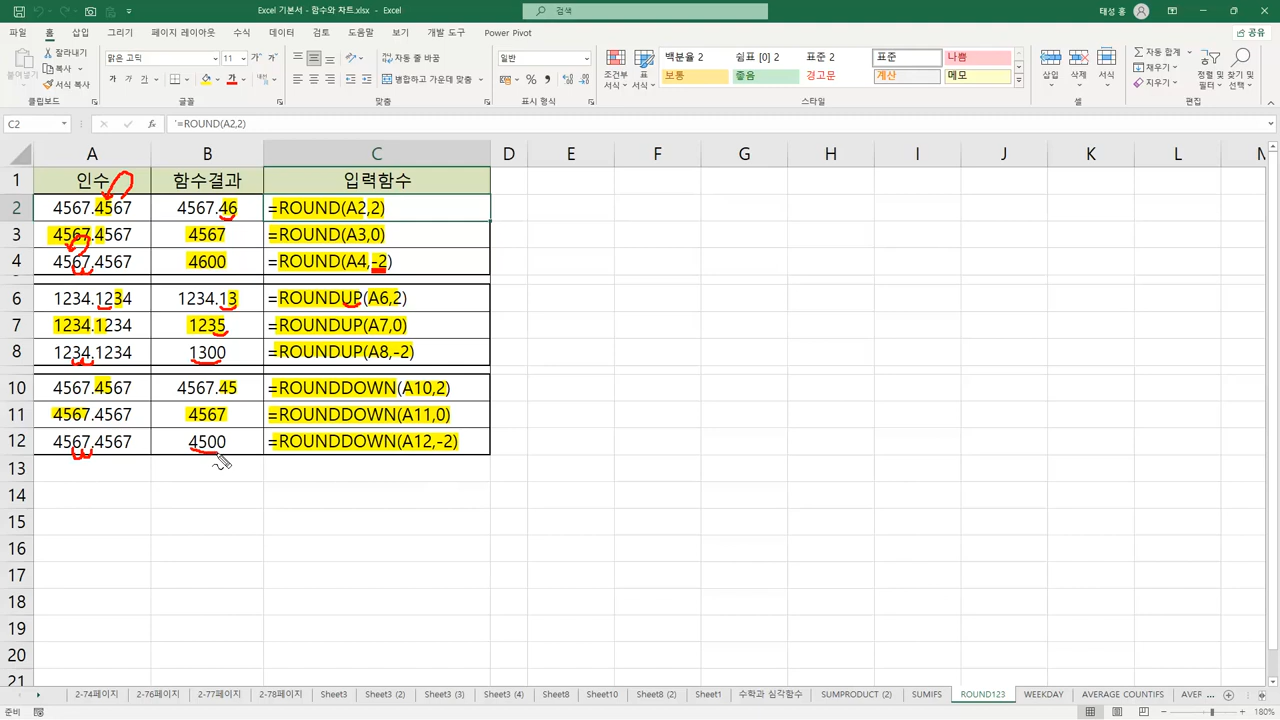 Excel 기본서 - 함수와 차트.xlsx - Excel
검색
태성 홍
파일 홈 삽입 그리기 페이지 레이아웃 수식 데이터 검토 도움말 보기 개발 도구 Power Pivot
공유
붙여넣기
잘라내기
복사
서식 복사
맑은 고딕
11
가 가 가
자동 줄 바꿈
병합하고 가운데 맞춤
일반
조건부 서식
표 서식
백분율 2 쉼표 [0] 2 표준 2 표준 나쁨
보통 좋음 경고문 계산 메모
삽입 삭제 서식
자동 합계
채우기
지우기
정렬 및 필터
찾기 및 선택
클립보드 글꼴 맞춤 표시 형식 스타일 셀 편집
C2 fx '=ROUND(A2,2)
A B C D E F G H I J K L M
1 인수 함수결과 입력함수
2 4567.4567 4567.46 =ROUND(A2,2)
3 4567.4567 4567 =ROUND(A3,0)
4 4567.4567 4600 =ROUND(A4,-2)
6 1234.1234 1234.13 =ROUNDUP(A6,2)
7 1234.1234 1235 =ROUNDUP(A7,0)
8 1234.1234 1300 =ROUNDUP(A8,-2)
10 4567.4567 4567.45 =ROUNDDOWN(A10,2)
11 4567.4567 4567 =ROUNDDOWN(A11,0)
12 4567.4567 4500 =ROUNDDOWN(A12,-2)
13
14
15
16
17
18
19
20
21
2-74페이지 2-76페이지 2-77페이지 2-78페이지 Sheet3 Sheet3 (2) Sheet3 (3) Sheet3 (4) Sheet8 Sheet10 Sheet8 (2) Sheet1 수학과 심각함수 SUMPRODUCT (2) SUMIFS ROUND123 WEEKDAY AVERAGE COUNTIFS AVER ...
준비
180%